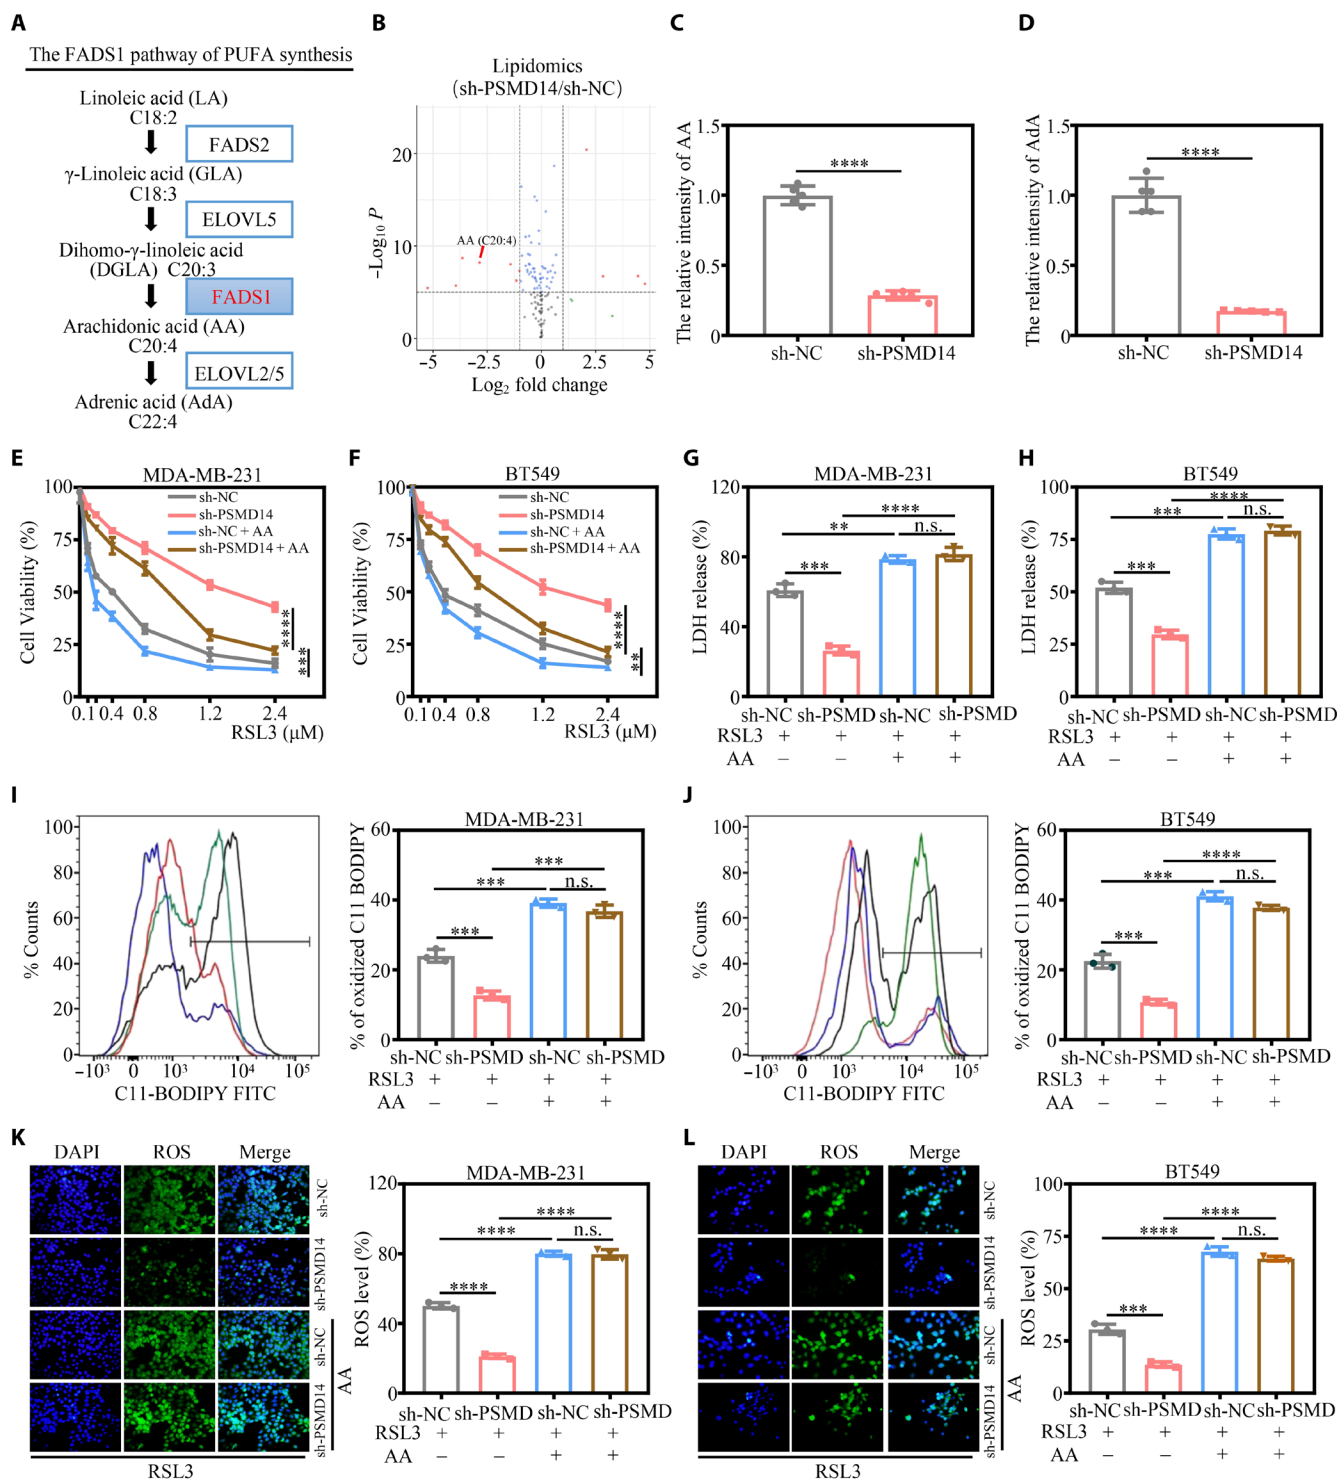 A
The FADS1 pathway of PUFA synthesis
Linoleic acid (LA)
C18:2
FADS2
γ-Linoleic acid (GLA)
C18:3
ELOVL5
Dihomo-γ-linoleic acid
(DGLA) C20:3
FADS1
Arachidonic acid (AA)
C20:4
ELOVL2/5
Adrenic acid (AdA)
C22:4
B
Lipidomics
(sh-PSMD14/sh-NC)
−Log10 P
20
10
0
AA (C20:4)
−5 −2.5 0 2.5 5
Log2 fold change
C
The relative intensity of AA
1.5
1.0
0.5
0
****
sh-NC sh-PSMD14
D
The relative intensity of AdA
1.5
1.0
0.5
0
****
sh-NC sh-PSMD14
E
MDA-MB-231
Cell Viability (%)
100
75
50
25
0
sh-NC
sh-PSMD14
sh-NC + AA
sh-PSMD14 + AA
****
***
0.1 0.4 0.8 1.2 2.4
RSL3 (μM)
F
BT549
Cell Viability (%)
100
75
50
25
0
sh-NC
sh-PSMD14
sh-NC + AA
sh-PSMD14 + AA
****
**
0.1 0.4 0.8 1.2 2.4
RSL3 (μM)
G
MDA-MB-231
LDH release (%)
120
80
40
0
****
** n.s.
***
sh-NC sh-PSMD sh-NC sh-PSMD
RSL3 + + + +
AA − − + +
H
BT549
LDH release (%)
100
75
50
25
0
****
*** n.s.
***
sh-NC sh-PSMD sh-NC sh-PSMD
RSL3 + + + +
AA − − + +
I
% Counts
100
80
60
40
20
0
−10³ 0 10³ 10⁴ 10⁵
C11-BODIPY FITC
MDA-MB-231
% of oxidized C11 BODIPY
60
40
20
0
***
*** n.s.
***
sh-NC sh-PSMD sh-NC sh-PSMD
RSL3 + + + +
AA − − + +
J
% Counts
100
80
60
40
20
0
−10³ 0 10³ 10⁴ 10⁵
C11-BODIPY FITC
BT549
% of oxidized C11 BODIPY
60
40
20
0
****
*** n.s.
***
sh-NC sh-PSMD sh-NC sh-PSMD
RSL3 + + + +
AA − − + +
K
DAPI ROS Merge
sh-NC
sh-PSMD14
sh-NC
sh-PSMD14
AA
RSL3
MDA-MB-231
ROS level (%)
120
80
40
0
****
**** n.s.
****
sh-NC sh-PSMD sh-NC sh-PSMD
RSL3 + + + +
AA − − + +
L
DAPI ROS Merge
sh-NC
sh-PSMD14
sh-NC
sh-PSMD14
AA
RSL3
BT549
ROS level (%)
100
75
50
25
0
****
**** n.s.
***
sh-NC sh-PSMD sh-NC sh-PSMD
RSL3 + + + +
AA − − + +